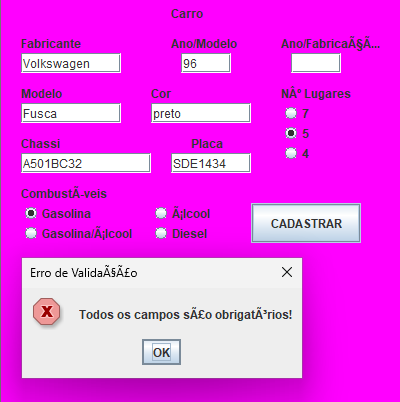 Carro
Fabricante Ano/Modelo Ano/FabricaÃ§Ã...
Volkswagen 96
Modelo Cor NÂº Lugares
Fusca preto 7
5
Chassi Placa 4
A501BC32 SDE1434
CombustÃ­veis
Gasolina Ã¡lcool
Gasolina/Ã¡lcool Diesel
CADASTRAR
Erro de ValidaÃ§Ã£o
Todos os campos sÃ£o obrigatÃ³rios!
OK